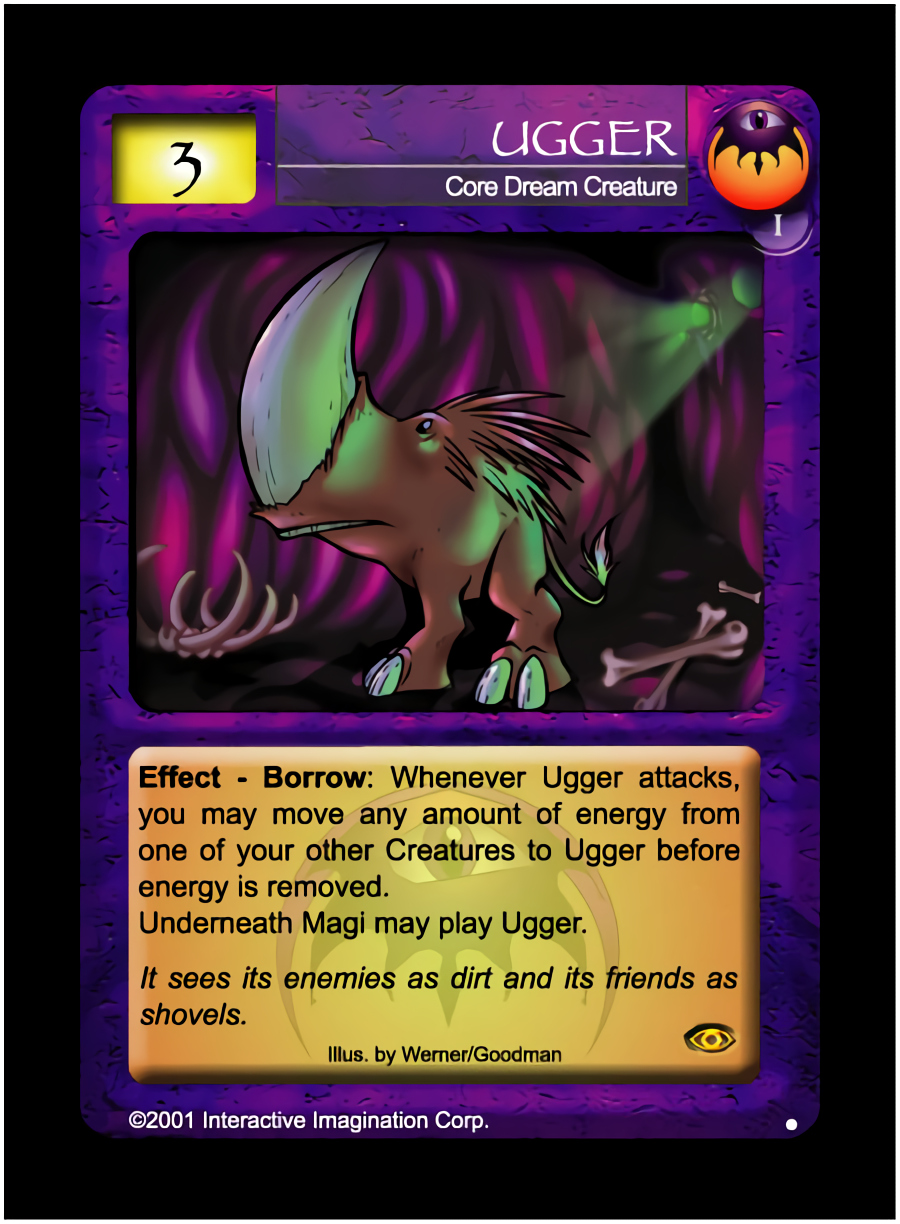 3
UGGER
Core Dream Creature
I
Effect - Borrow: Whenever Ugger attacks,
you may move any amount of energy from
one of your other Creatures to Ugger before
energy is removed.
Underneath Magi may play Ugger.
It sees its enemies as dirt and its friends as
shovels.
Illus. by Werner/Goodman
©2001 Interactive Imagination Corp.